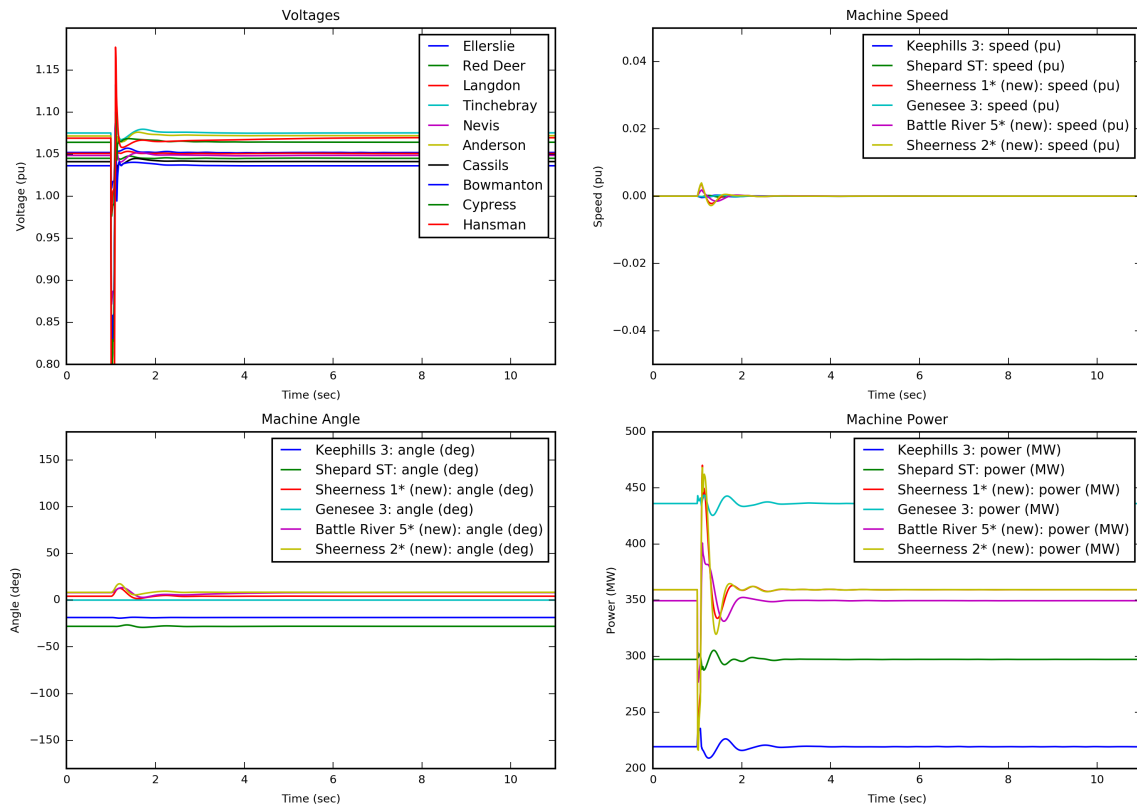 Voltages
1.15
1.10
1.05
1.00
0.95
0.90
0.85
0.80
Voltage (pu)
0
2
4
6
8
10
Time (sec)
Ellerslie
Red Deer
Langdon
Tinchebray
Nevis
Anderson
Cassils
Bowmanton
Cypress
Hansman
Machine Speed
0.04
0.02
0.00
−0.02
−0.04
Speed (pu)
0
2
4
6
8
10
Time (sec)
Keephills 3: speed (pu)
Shepard ST: speed (pu)
Sheerness 1* (new): speed (pu)
Genesee 3: speed (pu)
Battle River 5* (new): speed (pu)
Sheerness 2* (new): speed (pu)
Machine Angle
150
100
50
0
−50
−100
−150
Angle (deg)
0
2
4
6
8
10
Time (sec)
Keephills 3: angle (deg)
Shepard ST: angle (deg)
Sheerness 1* (new): angle (deg)
Genesee 3: angle (deg)
Battle River 5* (new): angle (deg)
Sheerness 2* (new): angle (deg)
Machine Power
500
450
400
350
300
250
200
Power (MW)
0
2
4
6
8
10
Time (sec)
Keephills 3: power (MW)
Shepard ST: power (MW)
Sheerness 1* (new): power (MW)
Genesee 3: power (MW)
Battle River 5* (new): power (MW)
Sheerness 2* (new): power (MW)